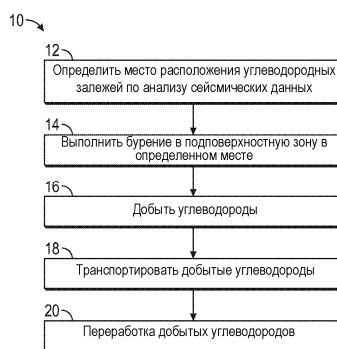 10
12
Определить место расположения углеводородных
залежей по анализу сейсмических данных
14
Выполнить бурение в подповерхностную зону в
определенном месте
16
Добыть углеводороды
18
Транспортировать добытые углеводороды
20
Переработка добытых углеводородов